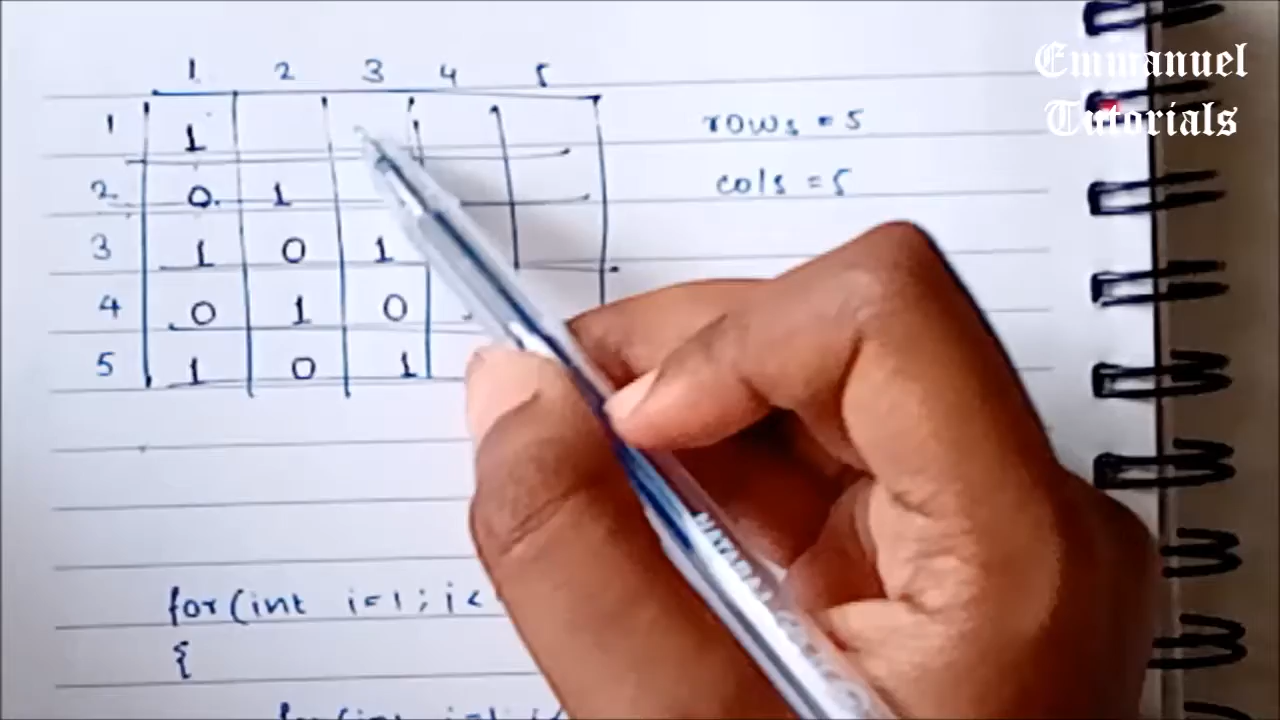 1 2 3 4 5
1 1 rows = 5
2 0 1 cols = 5
3 1 0 1
4 0 1 0
5 1 0 1
for(int i=1; i<
{
Emmanuel
Tutorials